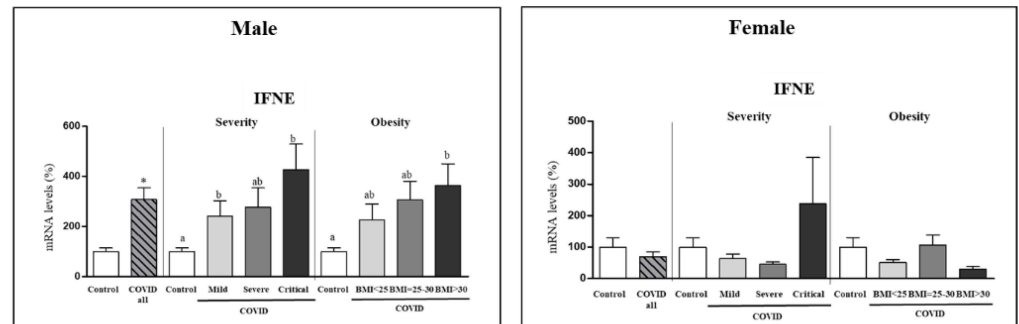 Male
IFNE
Severity
Obesity
mRNA levels (%)
600
400
200
0
*
a
b
ab
b
a
ab
ab
b
Control
COVID all
Control
Mild
Severe
Critical
Control
BMI<25
BMI=25-30
BMI>30
COVID
COVID
Female
IFNE
Severity
Obesity
mRNA levels (%)
500
400
300
200
100
0
Control
COVID all
Control
Mild
Severe
Critical
Control
BMI<25
BMI=25-30
BMI>30
COVID
COVID